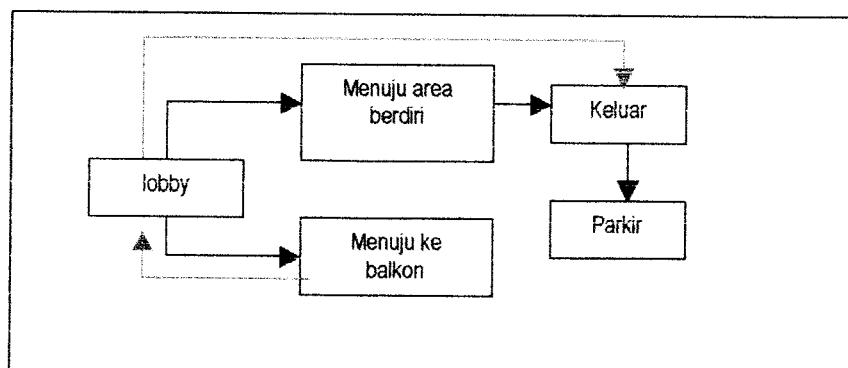 Menuju area
berdiri
Keluar
lobby
Parkir
Menuju ke
balkon